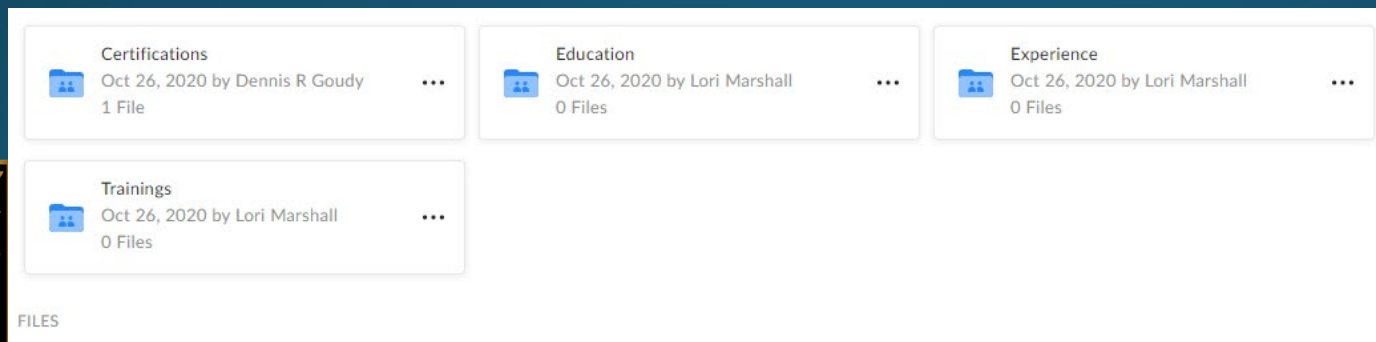 Certifications
Oct 26, 2020 by Dennis R Goudy
1 File
Education
Oct 26, 2020 by Lori Marshall
0 Files
Experience
Oct 26, 2020 by Lori Marshall
0 Files
Trainings
Oct 26, 2020 by Lori Marshall
0 Files
FILES